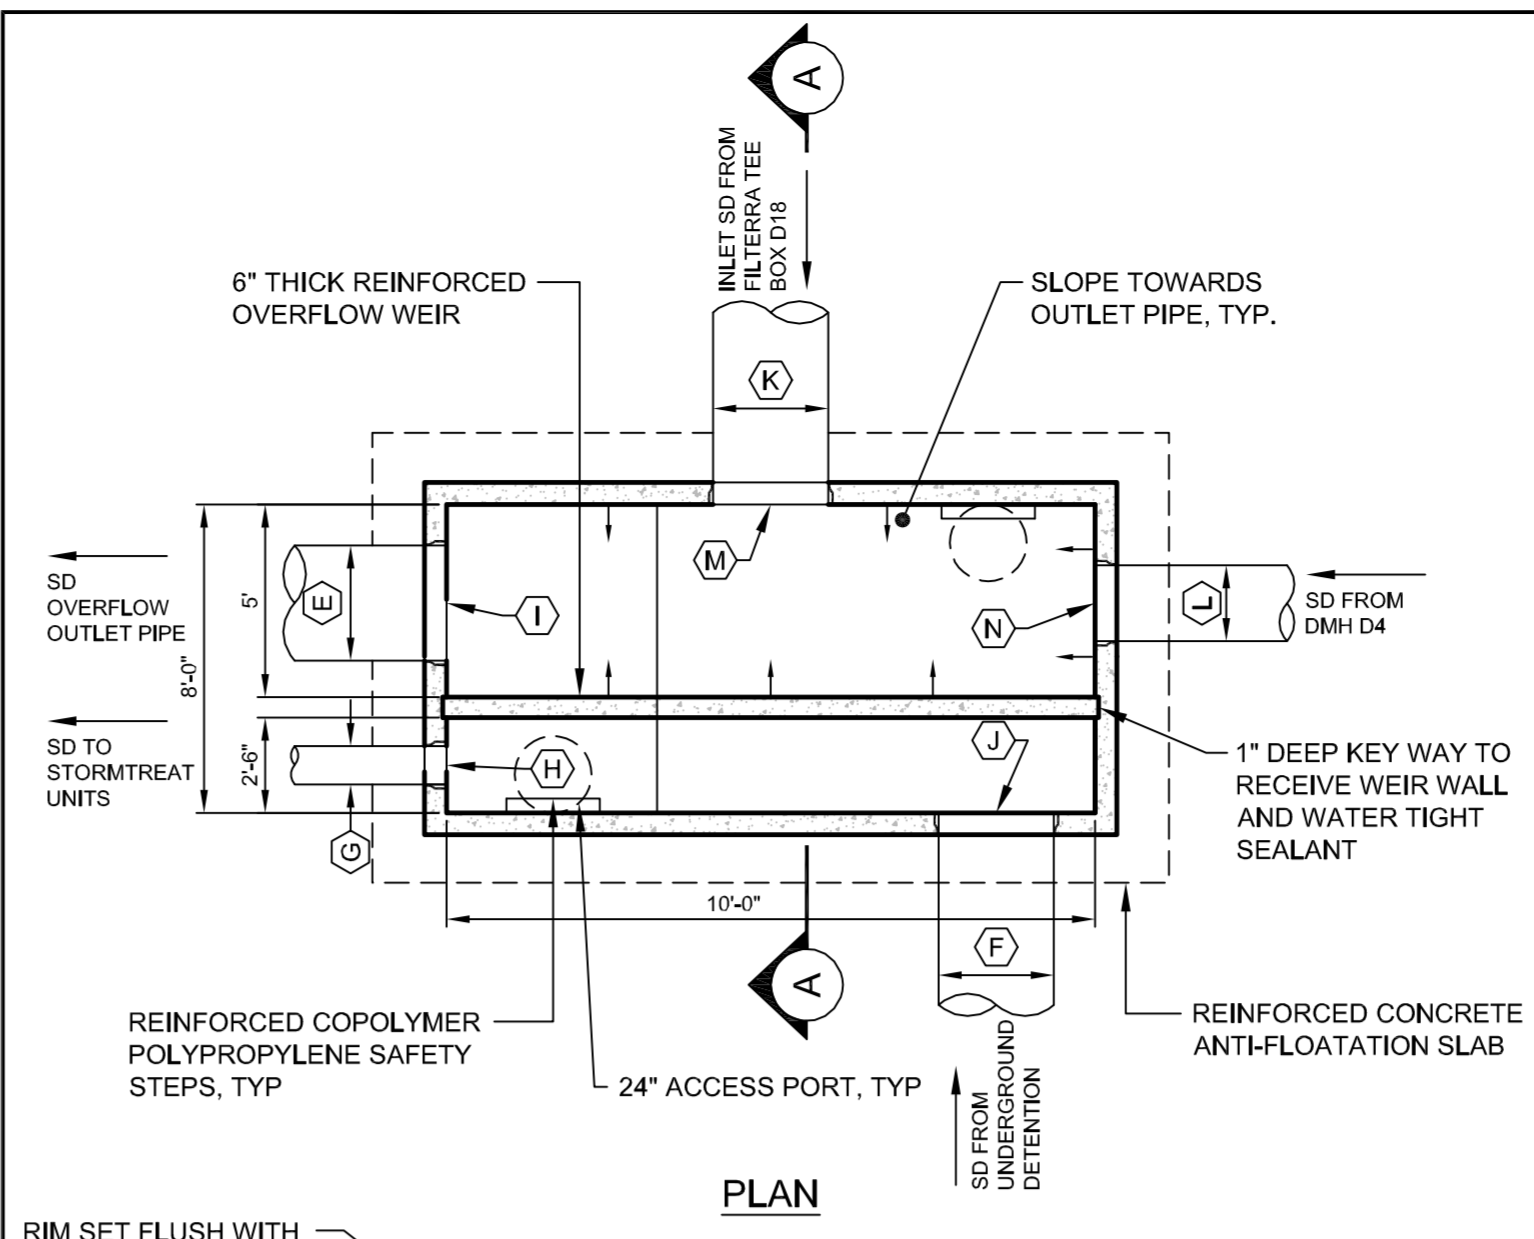 A
INLET SD FROM
FILTERRA TEE
BOX D18
6" THICK REINFORCED
OVERFLOW WEIR
SLOPE TOWARDS
OUTLET PIPE, TYP.
K
M
I
N
E
L
SD
OVERFLOW
OUTLET PIPE
5'
8'-0"
SD FROM
DMH D4
SD TO
STORMTREAT
UNITS
2'-6"
H
J
G
1" DEEP KEY WAY TO
RECEIVE WEIR WALL
AND WATER TIGHT
SEALANT
10'-0"
F
A
REINFORCED COPOLYMER
POLYPROPYLENE SAFETY
STEPS, TYP
24" ACCESS PORT, TYP
SD FROM
UNDERGROUND
DETENTION
REINFORCED CONCRETE
ANTI-FLOATATION SLAB
PLAN
RIM SET FLUSH WITH